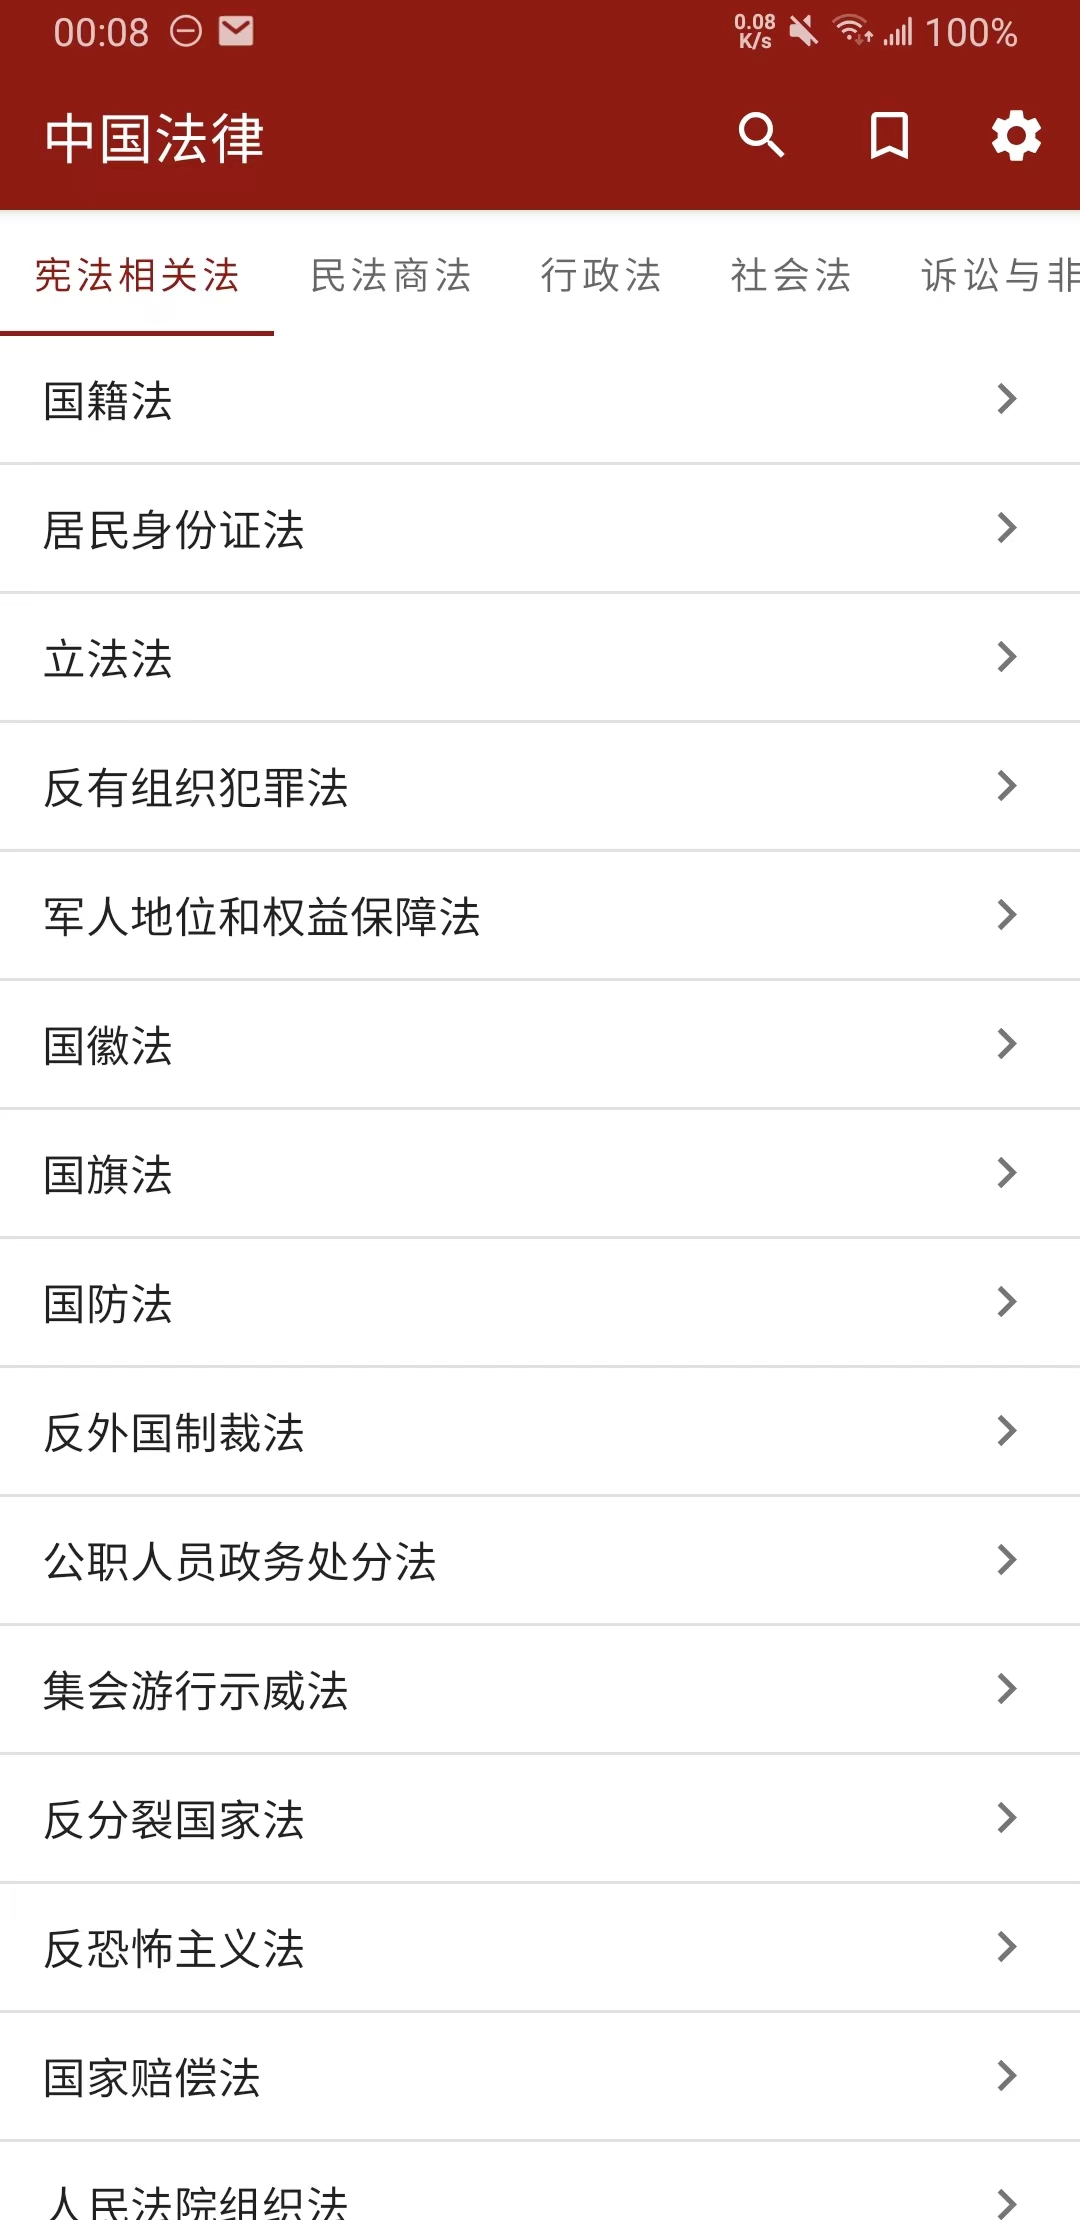 00:08
0.08
K/s
100%
中国法律
宪法相关法 民法商法 行政法 社会法 诉讼与非
国籍法
居民身份证法
立法法
反有组织犯罪法
军人地位和权益保障法
国徽法
国旗法
国防法
反外国制裁法
公职人员政务处分法
集会游行示威法
反分裂国家法
反恐怖主义法
国家赔偿法
人民法院组织法